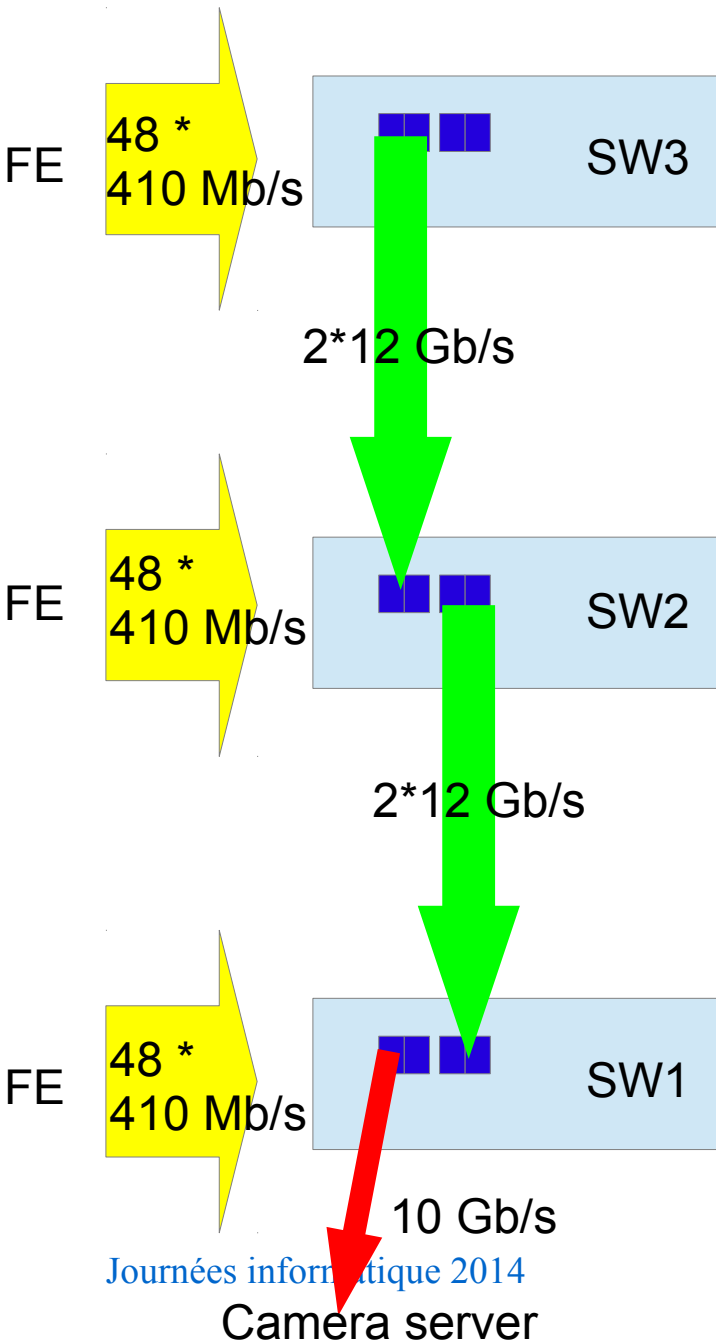 FE
48 *
410 Mb/s
SW3
2*12 Gb/s
FE
48 *
410 Mb/s
SW2
2*12 Gb/s
FE
48 *
410 Mb/s
SW1
10 Gb/s
Journées informatique 2014
Camera server